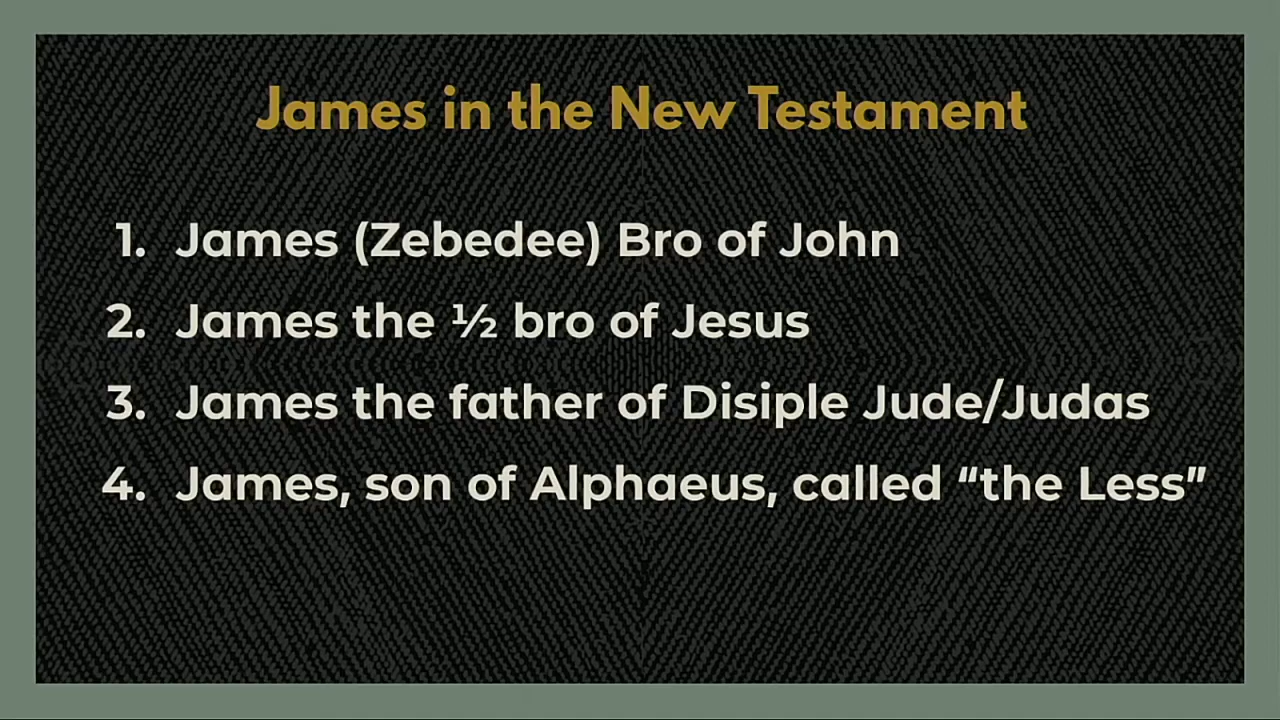 James in the New Testament
1. James (Zebedee) Bro of John
2. James the ½ bro of Jesus
3. James the father of Disiple Jude/Judas
4. James, son of Alphaeus, called “the Less”